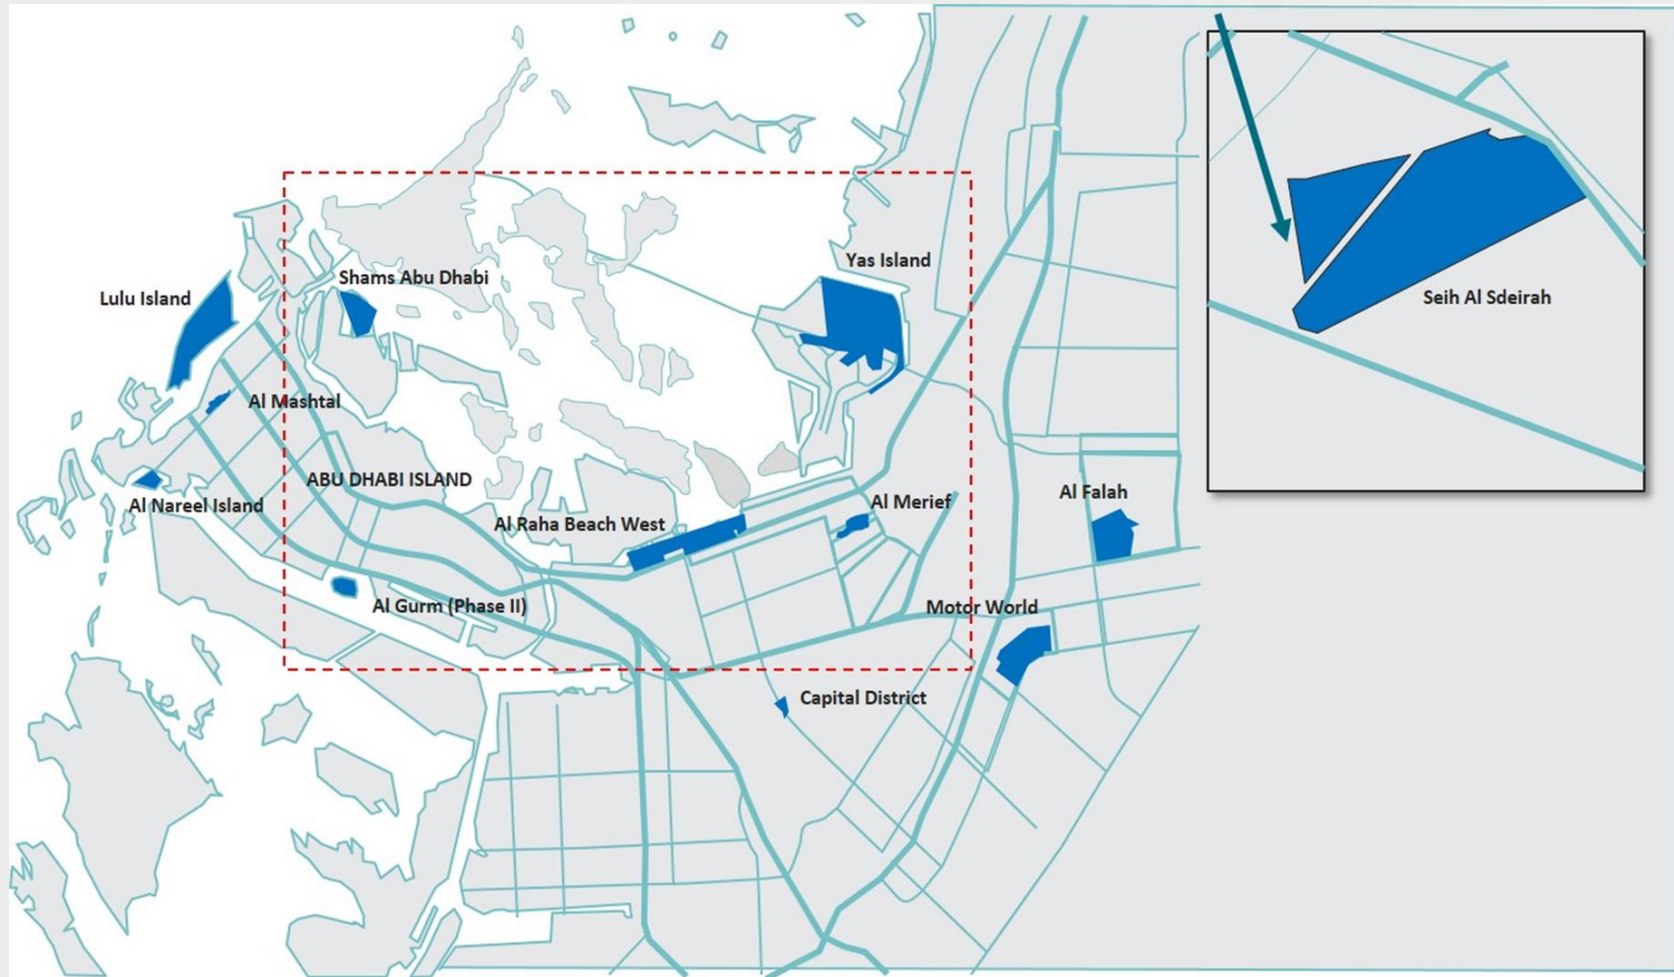 Yas Island
Shams Abu Dhabi
Lulu Island
Seih Al Sdeirah
Al Mashtal
ABU DHABI ISLAND
Al Falah
Al Nareel Island
Al Merief
Al Raha Beach West
Al Gurm (Phase II)
Motor World
Capital District